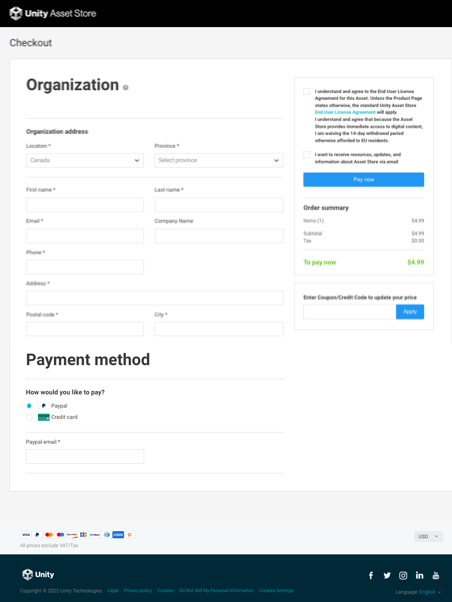 Unity Asset Store
Checkout
Organization
Organization address
Location *
Province *
Canada
Select province
First name *
Last name *
Email *
Company Name
Phone *
Address *
Postal code *
City *
I understand and agree to the End User License
Agreement for this Asset. Unless the Product Page
states otherwise, the standard Unity Asset Store
End User License Agreement will apply.
I understand and agree that because the Asset
Store provides immediate access to digital content,
I am waiving the 14-day withdrawal period
otherwise afforded to EU residents.
I want to receive resources, updates, and
information about Asset Store via email
Pay now
Order summary
Items (1) $4.99
Subtotal $4.99
Tax $0.00
To pay now $4.99
Enter Coupon/Credit Code to update your price
Apply
Payment method
How would you like to pay?
Paypal
Credit card
Paypal email *
VISA
All prices exclude VAT/Tax
USD
Unity
Copyright © 2022 Unity Technologies Legal Privacy policy Cookies Do Not Sell My Personal Information Cookies Settings
Language: English